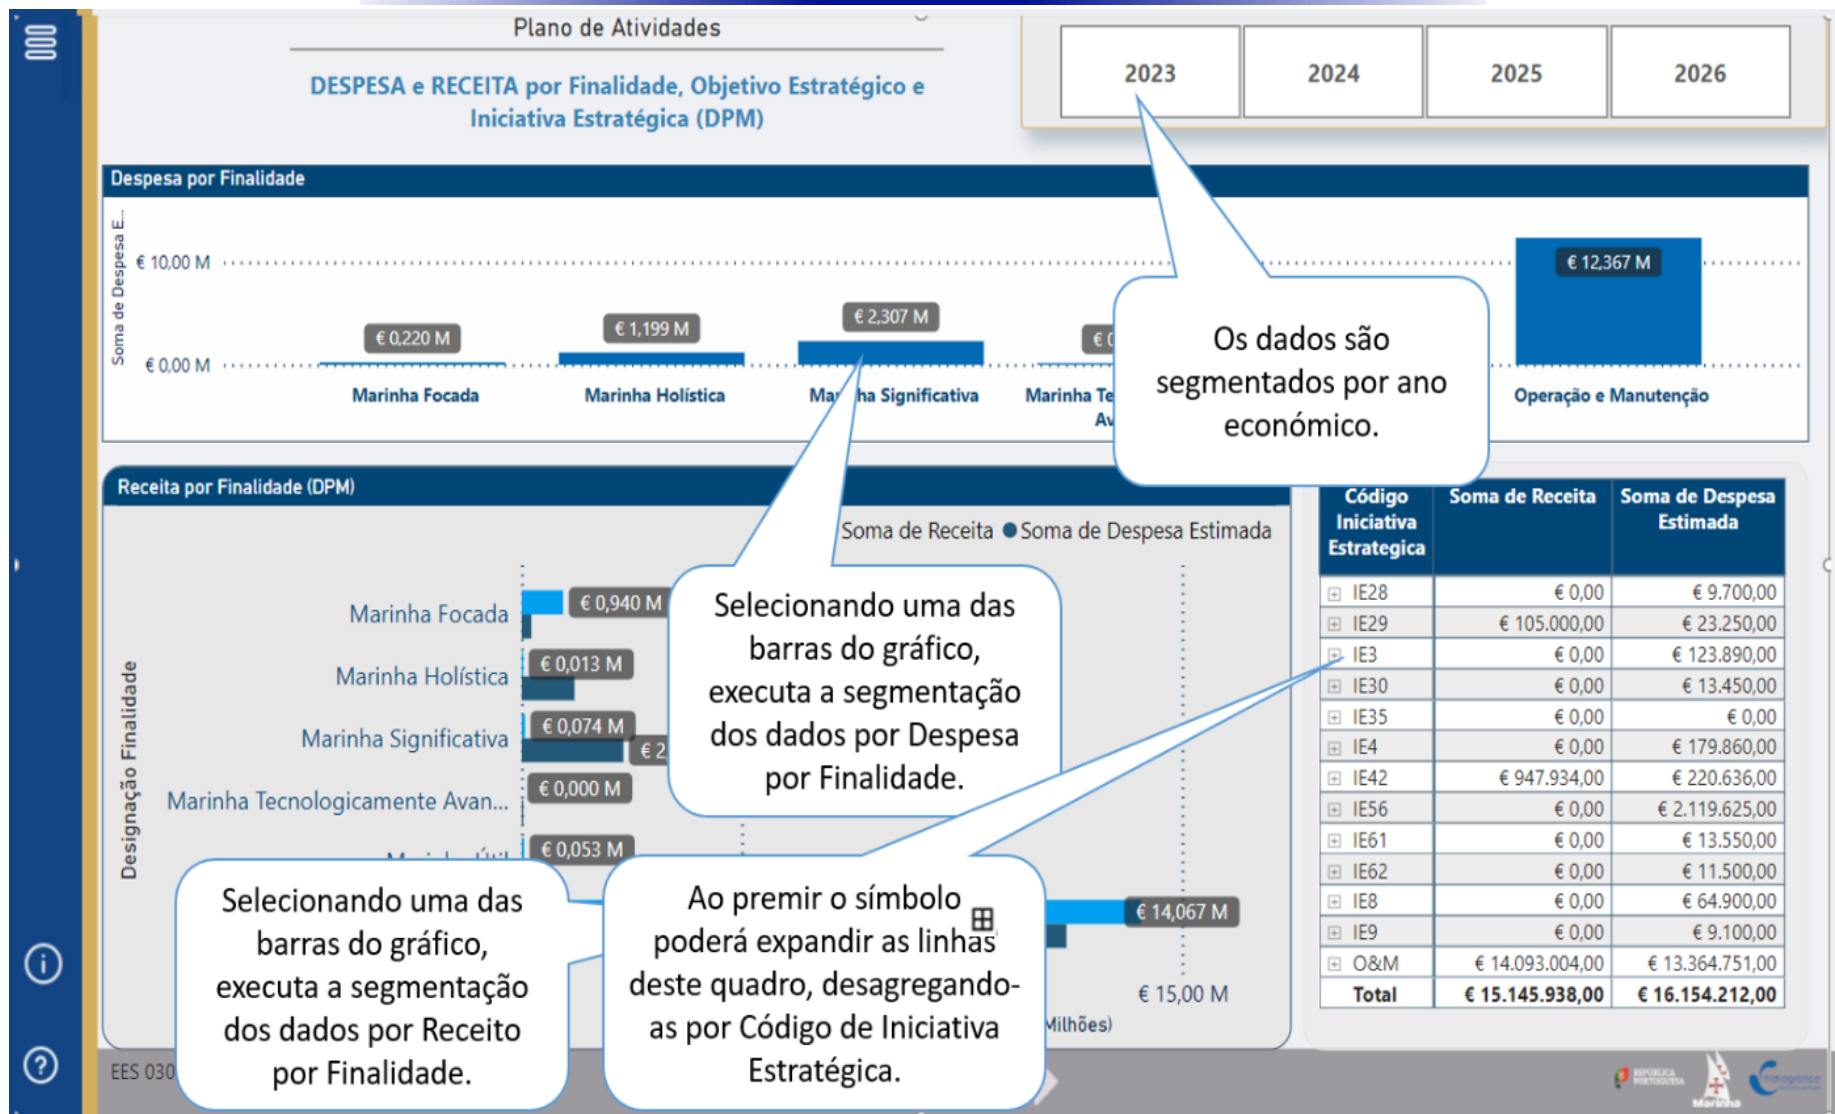 Plano de Atividades
DESPESA e RECEITA por Finalidade, Objetivo Estratégico e
Iniciativa Estratégica (DPM)
2023
2024
2025
2026
Despesa por Finalidade
Soma de Despesa E...
€ 10,00 M
€ 0,00 M
€ 0,220 M
€ 1,199 M
€ 2,307 M
€ 12,367 M
Marinha Focada
Marinha Holística
Significativa
Marinha
Operação e Manutenção
Os dados são
segmentados por ano
económico.
Receita por Finalidade (DPM)
Soma de Receita
Soma de Despesa Estimada
Designação Finalidade
Marinha Focada
€ 0,940 M
Marinha Holística
€ 0,013 M
Marinha Significativa
€ 0,074 M
€ 2,
Marinha Tecnologicamente Avan...
€ 0,000 M
€ 0,053 M
€ 14,067 M
€ 15,00 M
Milhões)
Selecionando uma das
barras do gráfico,
executa a segmentação
dos dados por Despesa
por Finalidade.
Selecionando uma das
barras do gráfico,
executa a segmentação
dos dados por Receito
por Finalidade.
Ao premir o símbolo
poderá expandir as linhas
deste quadro, desagregando-
as por Código de Iniciativa
Estratégica.
Código Iniciativa Estrategica Soma de Receita Soma de Despesa Estimada
IE28 € 0,00 € 9.700,00
IE29 € 105.000,00 € 23.250,00
IE3 € 0,00 € 123.890,00
IE30 € 0,00 € 13.450,00
IE35 € 0,00 € 0,00
IE4 € 0,00 € 179.860,00
IE42 € 947.934,00 € 220.636,00
IE56 € 0,00 € 2.119.625,00
IE61 € 0,00 € 13.550,00
IE62 € 0,00 € 11.500,00
IE8 € 0,00 € 64.900,00
IE9 € 0,00 € 9.100,00
O&M € 14.093.004,00 € 13.364.751,00
Total € 15.145.938,00 € 16.154.212,00
EES 030
REPÚBLICA
PORTUGUESA
Marinha
hidrográfico